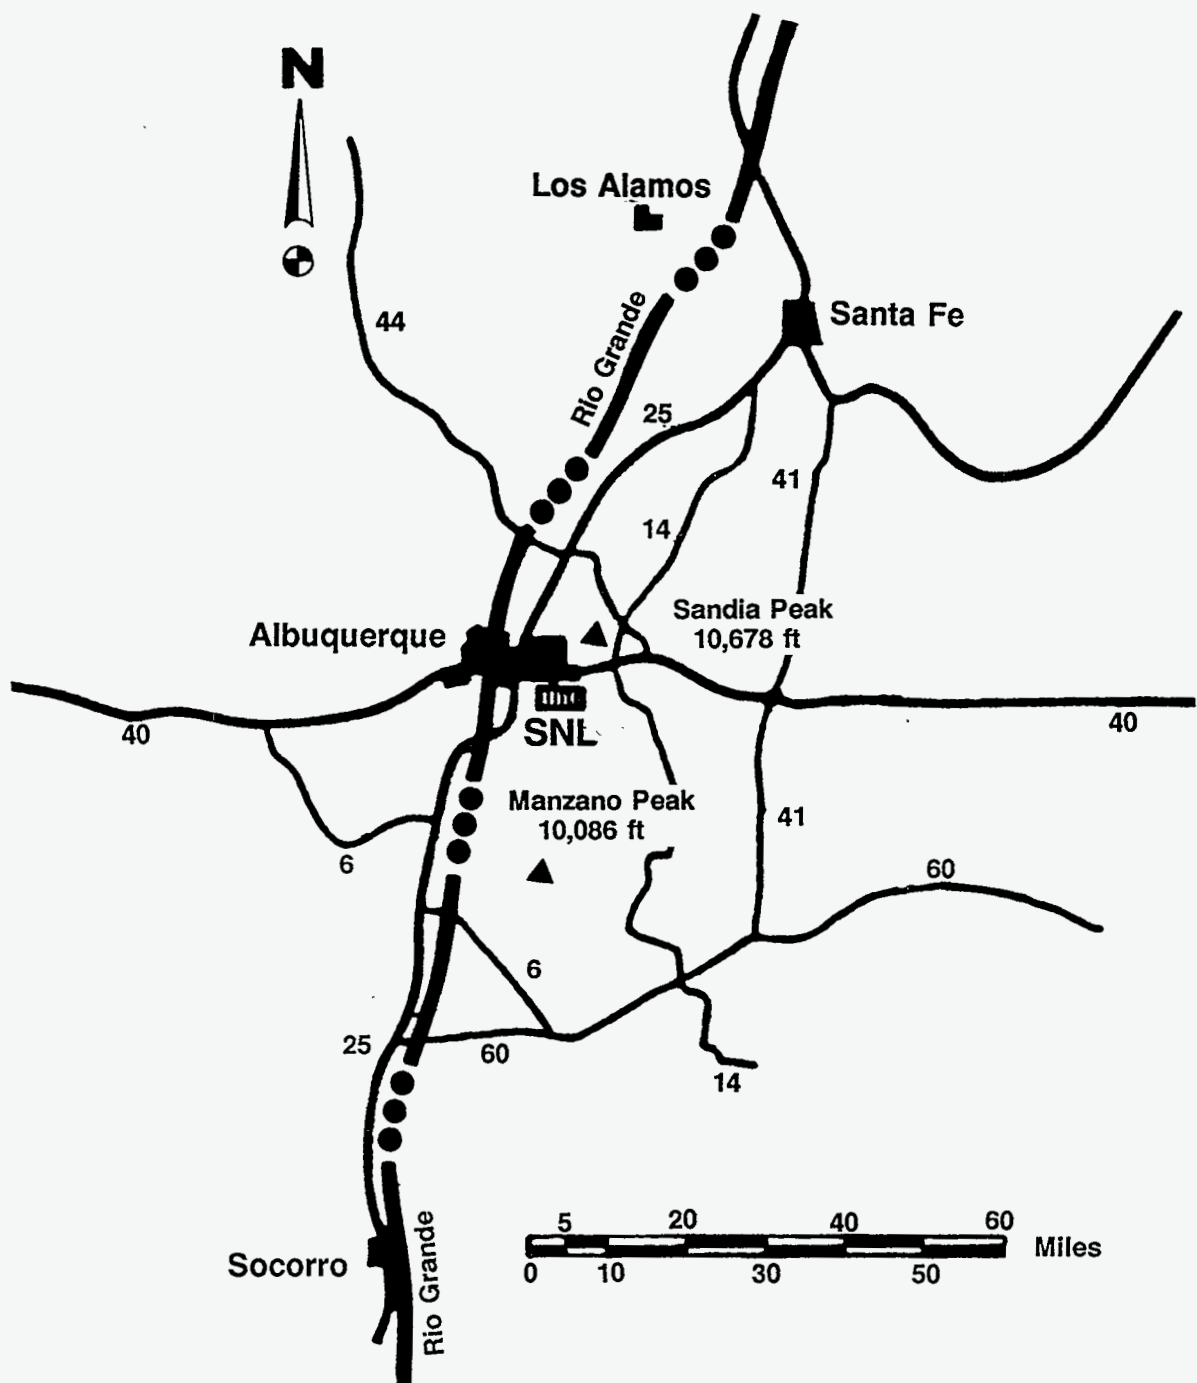 N
Los Alamos
Santa Fe
44
Rio Grande
25
41
14
Sandia Peak
10,678 ft
Albuquerque
40
SNL
40
Manzano Peak
10,086 ft
41
6
60
6
25
60
14
5 20 40 60
Miles
0 10 30 50
Socorro
Rio Grande